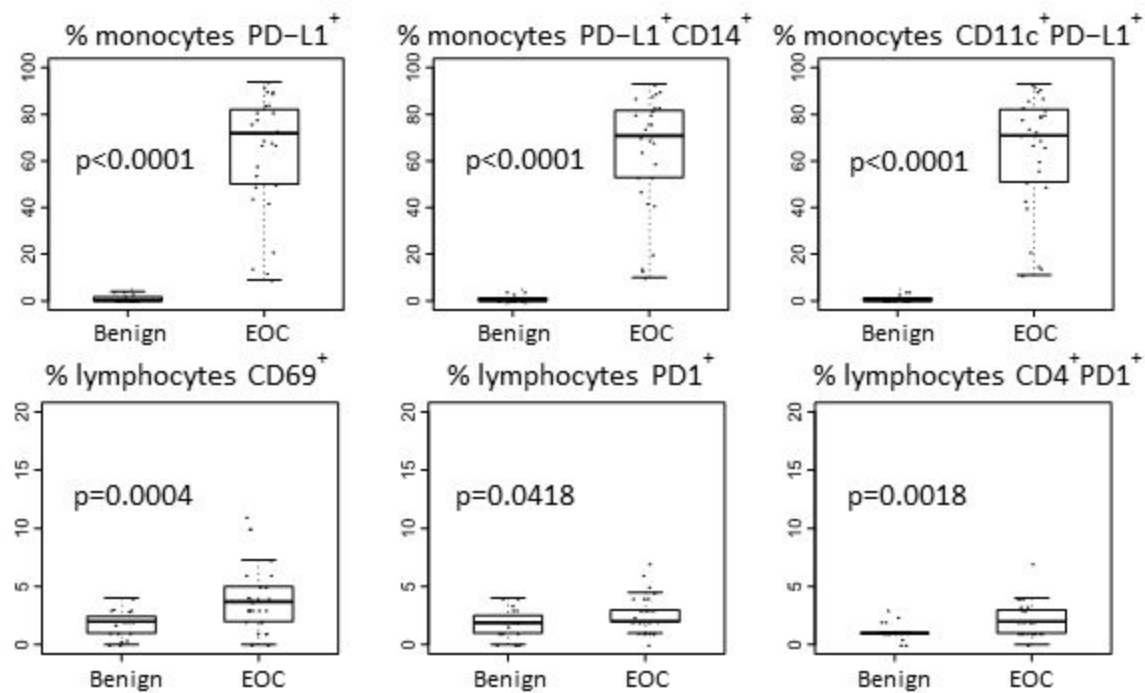 % monocytes PD-L1+
100
80
60
40
20
0
p<0.0001
Benign EOC
% monocytes PD-L1+CD14+
100
80
60
40
20
0
p<0.0001
Benign EOC
% monocytes CD11c+PD-L1+
100
80
60
40
20
0
p<0.0001
Benign EOC
% lymphocytes CD69+
20
15
10
5
0
p=0.0004
Benign EOC
% lymphocytes PD1+
20
15
10
5
0
p=0.0418
Benign EOC
% lymphocytes CD4+PD1+
20
15
10
5
0
p=0.0018
Benign EOC